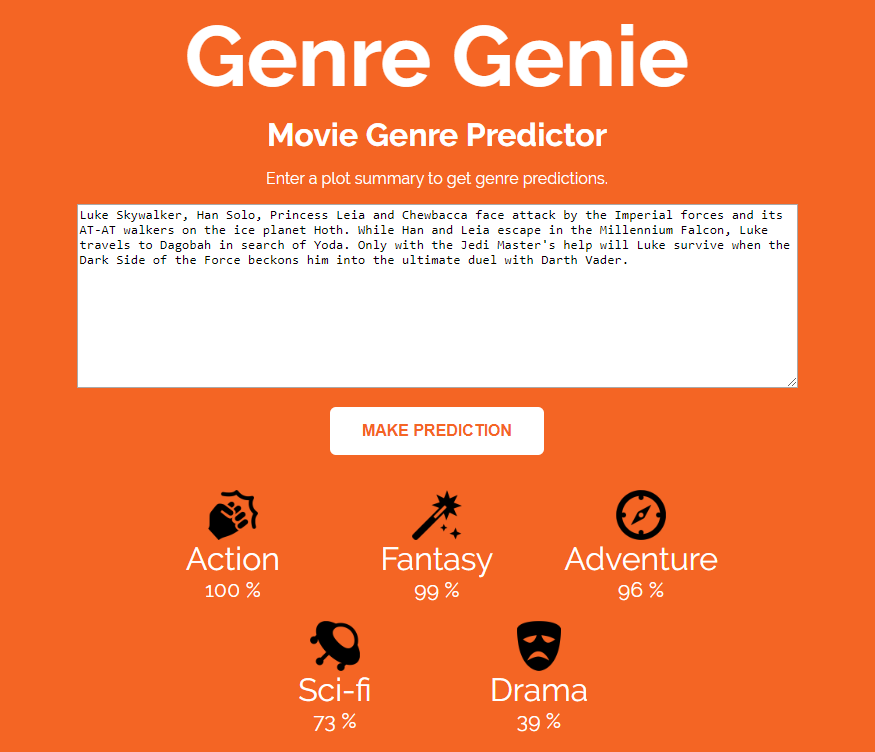 Genre Genie
Movie Genre Predictor
Enter a plot summary to get genre predictions.
Luke Skywalker, Han Solo, Princess Leia and Chewbacca face attack by the Imperial forces and its
AT-AT walkers on the ice planet Hoth. While Han and Leia escape in the Millennium Falcon, Luke
travels to Dagobah in search of Yoda. Only with the Jedi Master's help will Luke survive when the
Dark Side of the Force beckons him into the ultimate duel with Darth Vader.
MAKE PREDICTION
Action Fantasy Adventure
100 % 99 % 96 %
Sci-fi Drama
73 % 39 %